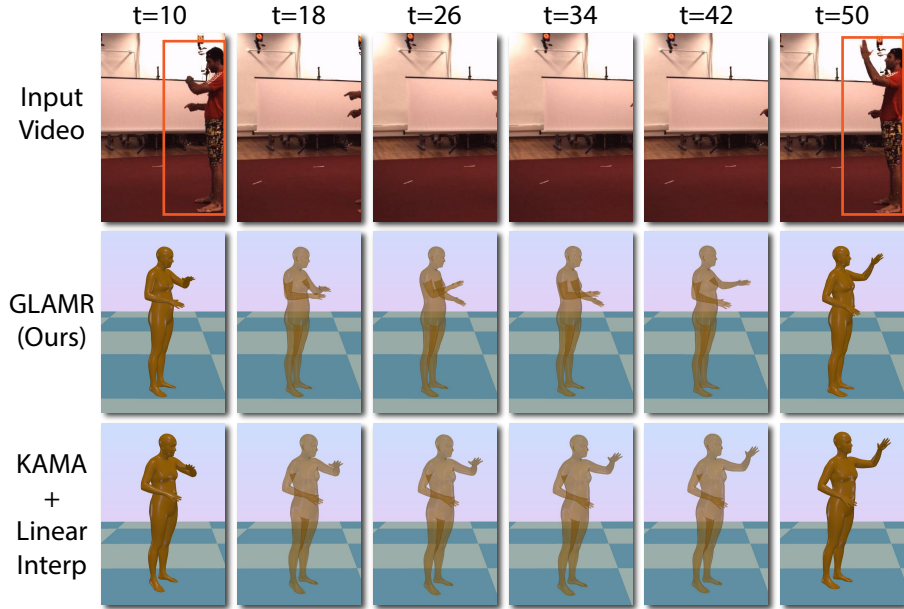 t=10 t=18 t=26 t=34 t=42 t=50
Input
Video
GLAMR
(Ours)
KAMA
+
Linear
Interp